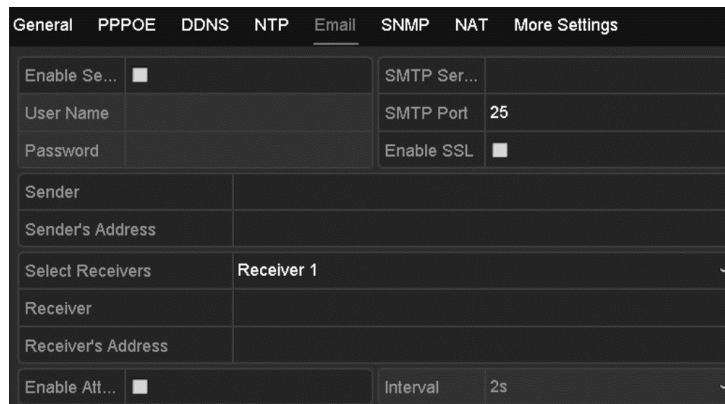 General PPPOE DDNS NTP Email SNMP NAT More Settings
Enable Se... SMTP Ser...
User Name SMTP Port 25
Password Enable SSL
Sender
Sender's Address
Select Receivers Receiver 1
Receiver
Receiver's Address
Enable Att... Interval 2s